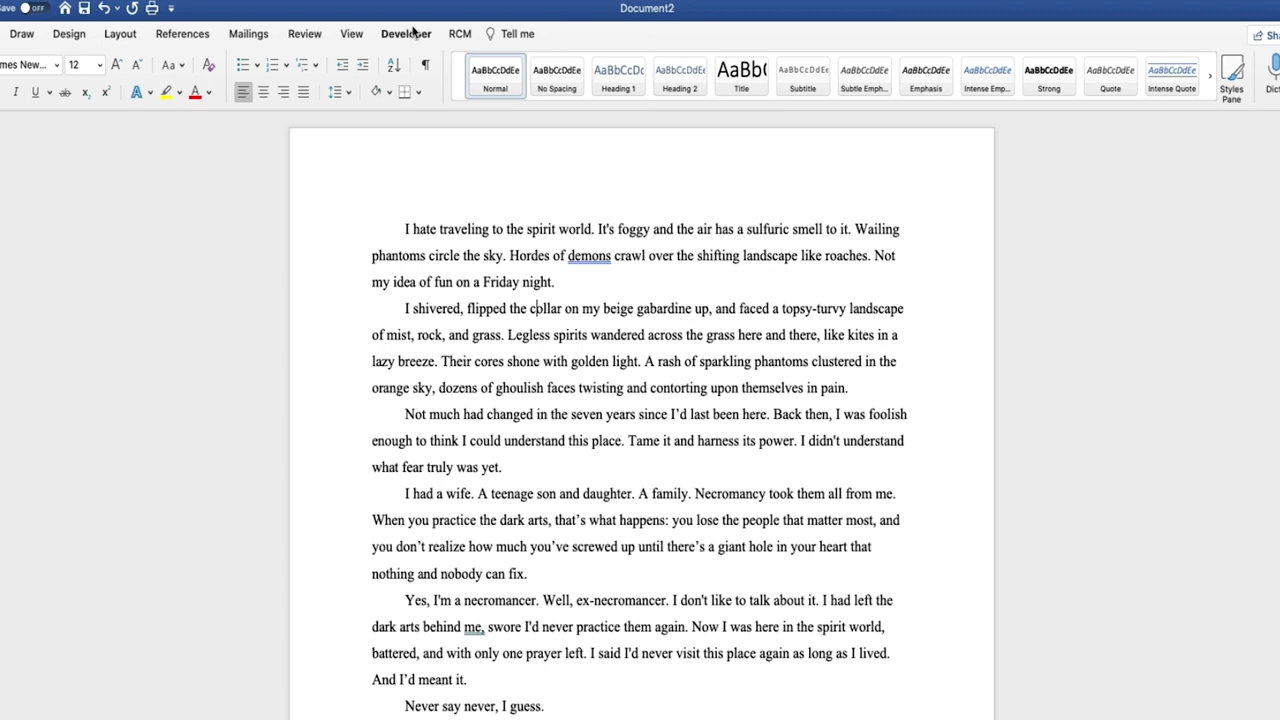 Save OFF Document2
Draw Design Layout References Mailings Review View Developer RCM Tell me
12 Aa
AaBbCcDdEe AaBbCcDdEe AaBbCcDc AaBbCcDdE AaBb( AaBbCcDdEe AaBbCcDdEe AaBbCcDdEe AaBbCcDdEe AaBbCcDdEe AaBbCcDdEe AaBbCcDdEe
Normal No Spacing Heading 1 Heading 2 Title Subtitle Subtle Emph... Emphasis Intense Emp... Strong Quote Intense Quote Styles
Pane
I hate traveling to the spirit world. It's foggy and the air has a sulfuric smell to it. Wailing
phantoms circle the sky. Hordes of demons crawl over the shifting landscape like roaches. Not
my idea of fun on a Friday night.
I shivered, flipped the collar on my beige gabardine up, and faced a topsy-turvy landscape
of mist, rock, and grass. Legless spirits wandered across the grass here and there, like kites in a
lazy breeze. Their cores shone with golden light. A rash of sparkling phantoms clustered in the
orange sky, dozens of ghoulish faces twisting and contorting upon themselves in pain.
Not much had changed in the seven years since I’d last been here. Back then, I was foolish
enough to think I could understand this place. Tame it and harness its power. I didn't understand
what fear truly was yet.
I had a wife. A teenage son and daughter. A family. Necromancy took them all from me.
When you practice the dark arts, that’s what happens: you lose the people that matter most, and
you don’t realize how much you’ve screwed up until there’s a giant hole in your heart that
nothing and nobody can fix.
Yes, I'm a necromancer. Well, ex-necromancer. I don't like to talk about it. I had left the
dark arts behind me, swore I'd never practice them again. Now I was here in the spirit world,
battered, and with only one prayer left. I said I'd never visit this place again as long as I lived.
And I’d meant it.
Never say never, I guess.